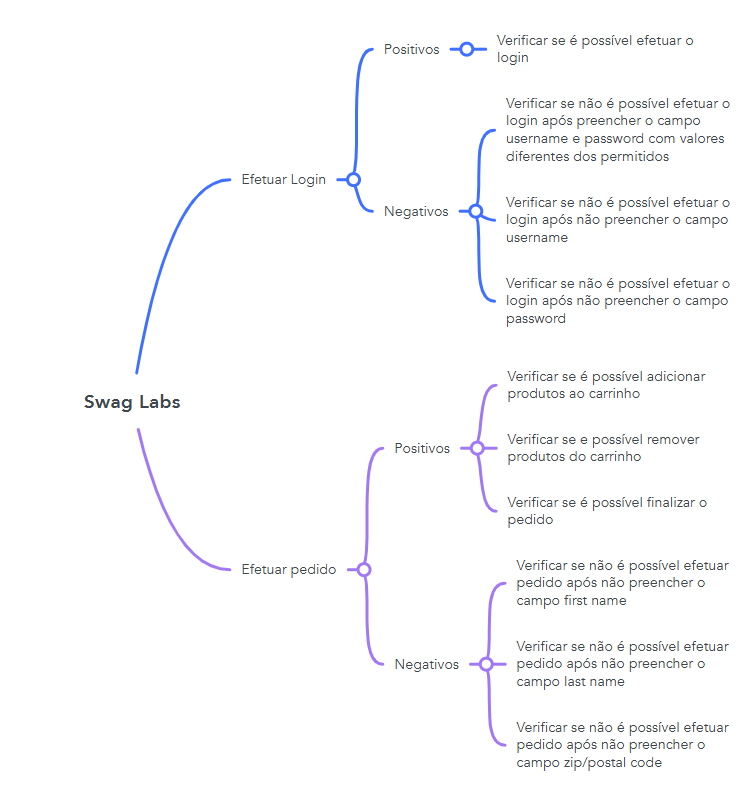 Swag Labs
Efetuar Login
Positivos
Verificar se é possível efetuar o
login
Negativos
Verificar se não é possível efetuar o
login após preencher o campo
username e password com valores
diferentes dos permitidos
Verificar se não é possível efetuar o
login após não preencher o campo
username
Verificar se não é possível efetuar o
login após não preencher o campo
password
Efetuar pedido
Positivos
Verificar se é possível adicionar
produtos ao carrinho
Verificar se e possível remover
produtos do carrinho
Verificar se é possível finalizar o
pedido
Negativos
Verificar se não é possível efetuar
pedido após não preencher o
campo first name
Verificar se não é possível efetuar
pedido após não preencher o
campo last name
Verificar se não é possível efetuar
pedido após não preencher o
campo zip/postal code